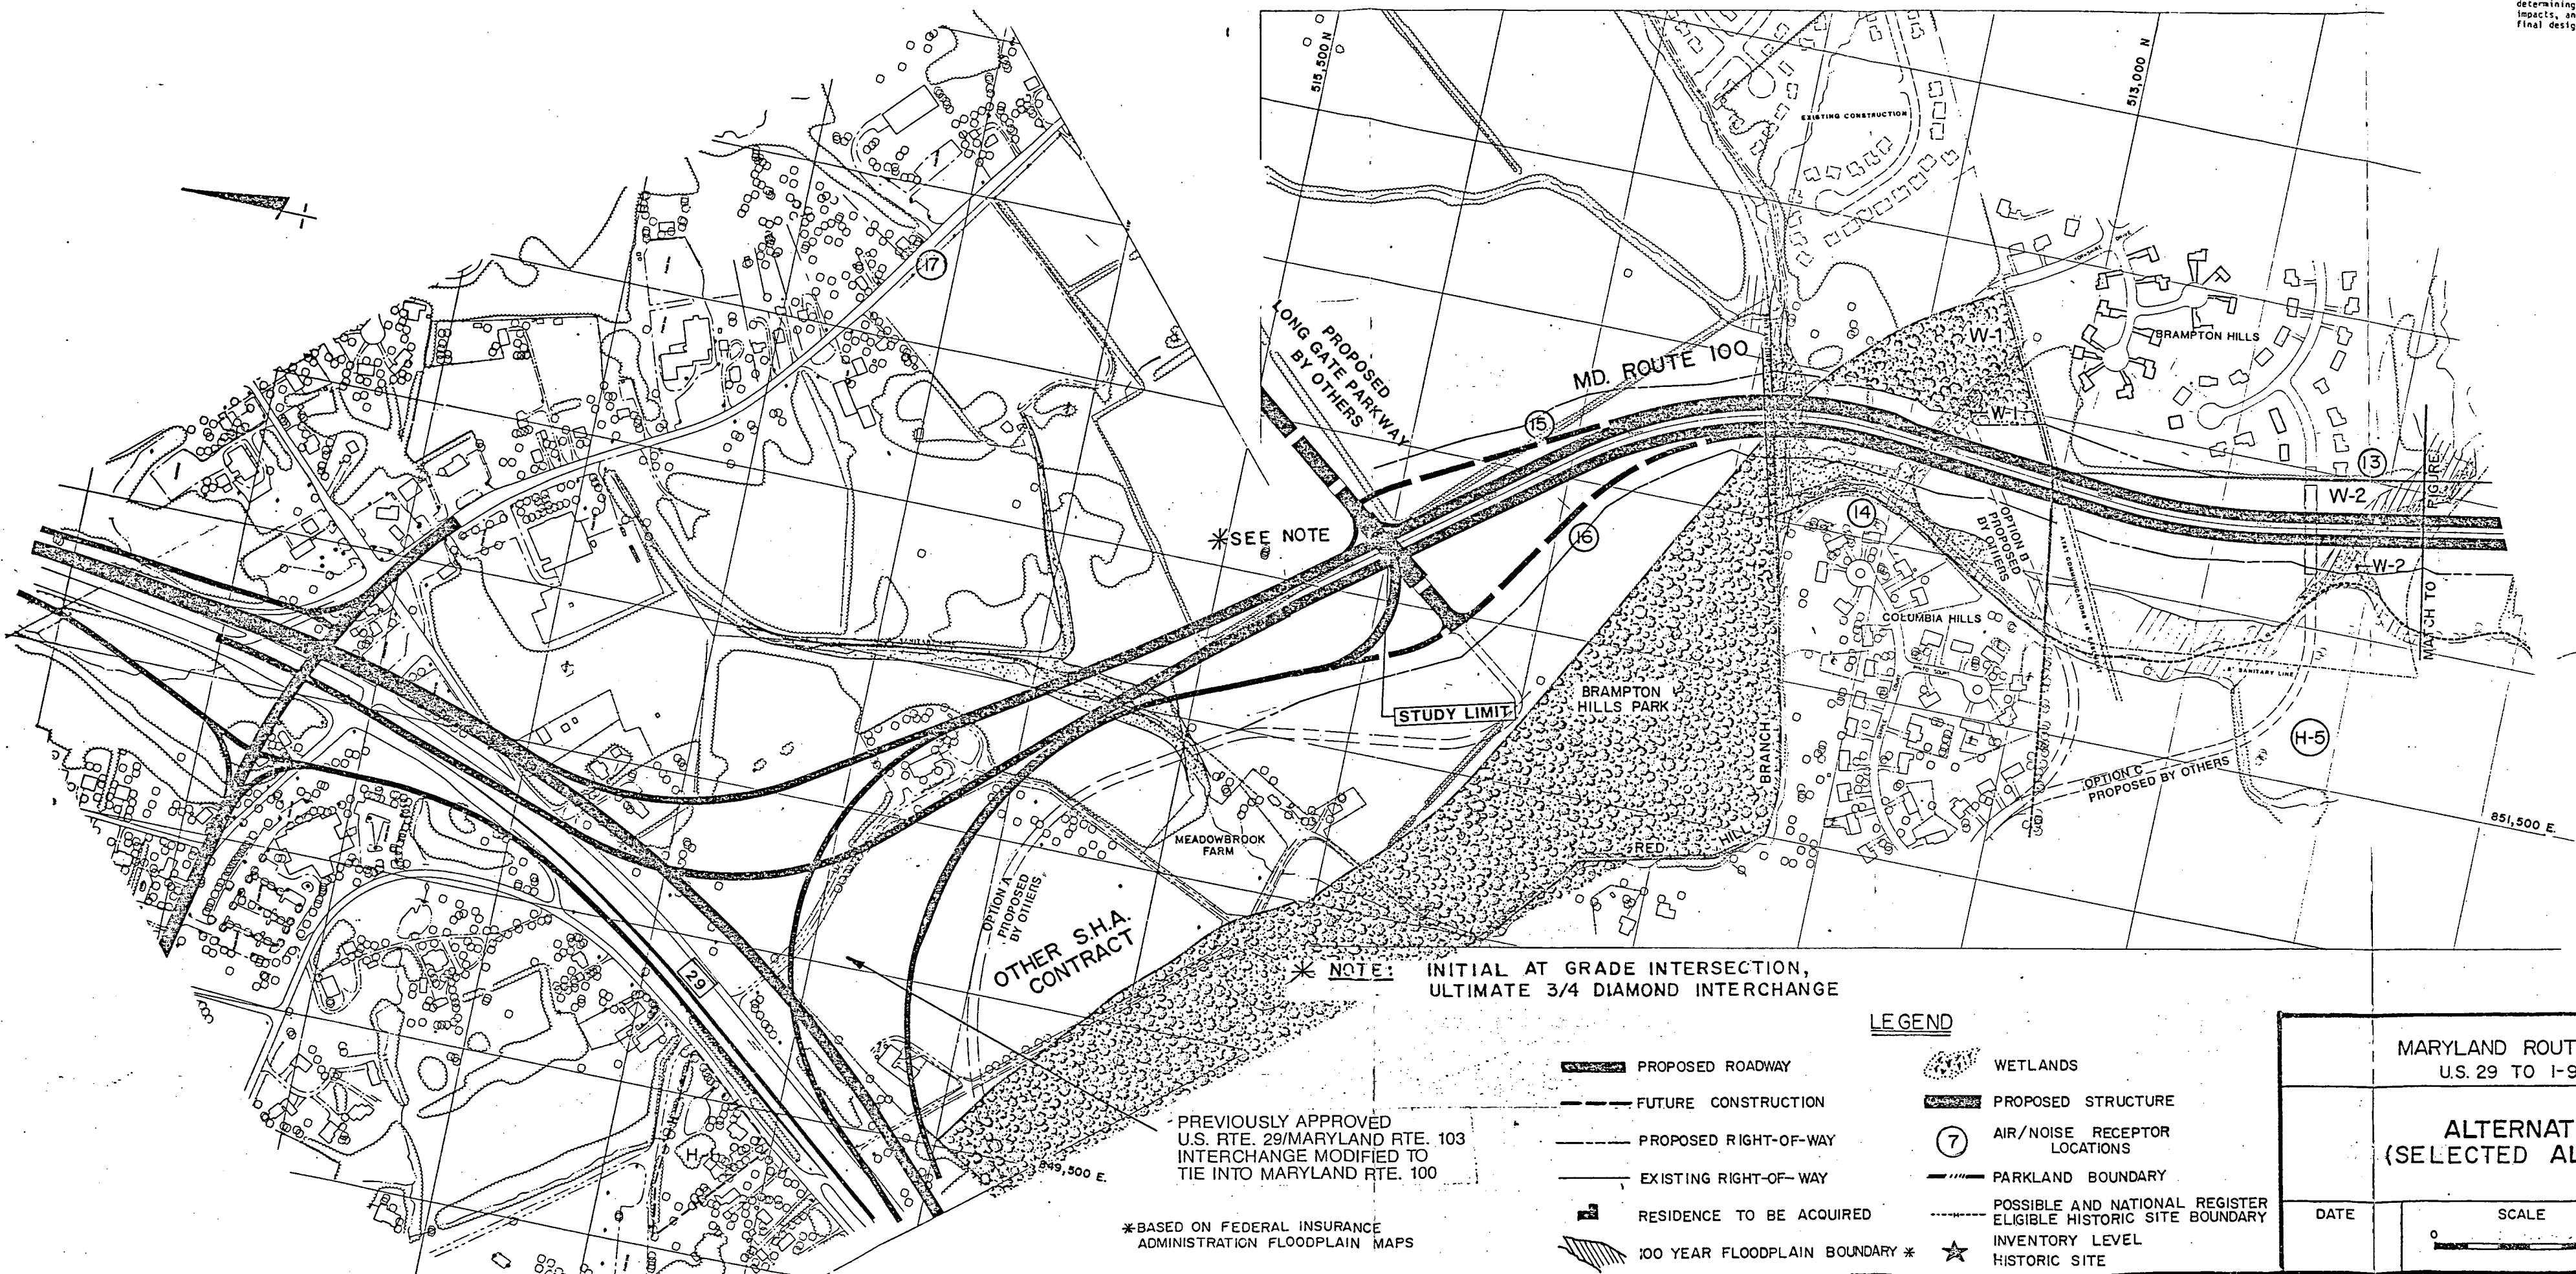 determining
impacts, an
final desig
515,500 N
513,000 N
EXISTING CONSTRUCTION
17
PROPOSED
LONG GATE PARKWAY
BY OTHERS
MD. ROUTE 100
W-1
W-1
DRIVE
BRAMPTON HILLS
15
13
W-2
*SEE NOTE
16
14
OPTION B
PROPOSED
BY OTHERS
W-2
MATCH TO
COLUMBIA HILLS
SANITARY LINE
STUDY LIMIT
BRAMPTON
HILLS PARK
BRANCH
H-5
OPTION C
PROPOSED BY OTHERS
851,500 E.
MEADOWBROOK
FARM
RED HILL
OPTION A
PROPOSED
BY OTHERS
OTHER S.H.A.
CONTRACT
29
* NOTE: INITIAL AT GRADE INTERSECTION,
ULTIMATE 3/4 DIAMOND INTERCHANGE
849,500 E.
PREVIOUSLY APPROVED
U.S. RTE. 29/MARYLAND RTE. 103
INTERCHANGE MODIFIED TO
TIE INTO MARYLAND RTE. 100
*BASED ON FEDERAL INSURANCE
ADMINISTRATION FLOODPLAIN MAPS
LEGEND
PROPOSED ROADWAY
FUTURE CONSTRUCTION
PROPOSED RIGHT-OF-WAY
EXISTING RIGHT-OF-WAY
RESIDENCE TO BE ACQUIRED
100 YEAR FLOODPLAIN BOUNDARY *
WETLANDS
PROPOSED STRUCTURE
7 AIR/NOISE RECEPTOR
LOCATIONS
PARKLAND BOUNDARY
POSSIBLE AND NATIONAL REGISTER
ELIGIBLE HISTORIC SITE BOUNDARY
INVENTORY LEVEL
HISTORIC SITE
MARYLAND ROUT
U.S. 29 TO I-9
ALTERNAT
(SELECTED AL
DATE
SCALE
0